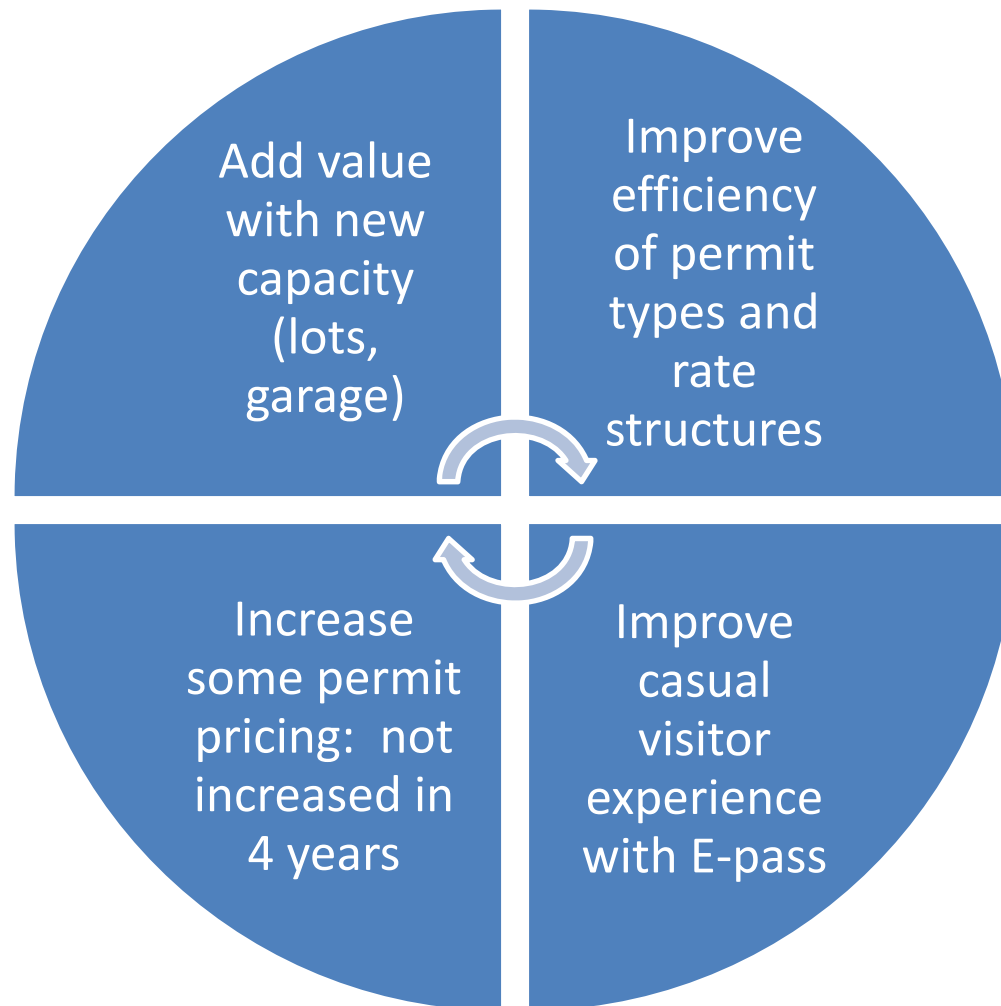 Add value
with new
capacity
(lots,
garage)
Improve
efficiency
of permit
types and
rate
structures
Increase
some permit
pricing:  not
increased in
4 years
Improve
casual
visitor
experience
with E-pass